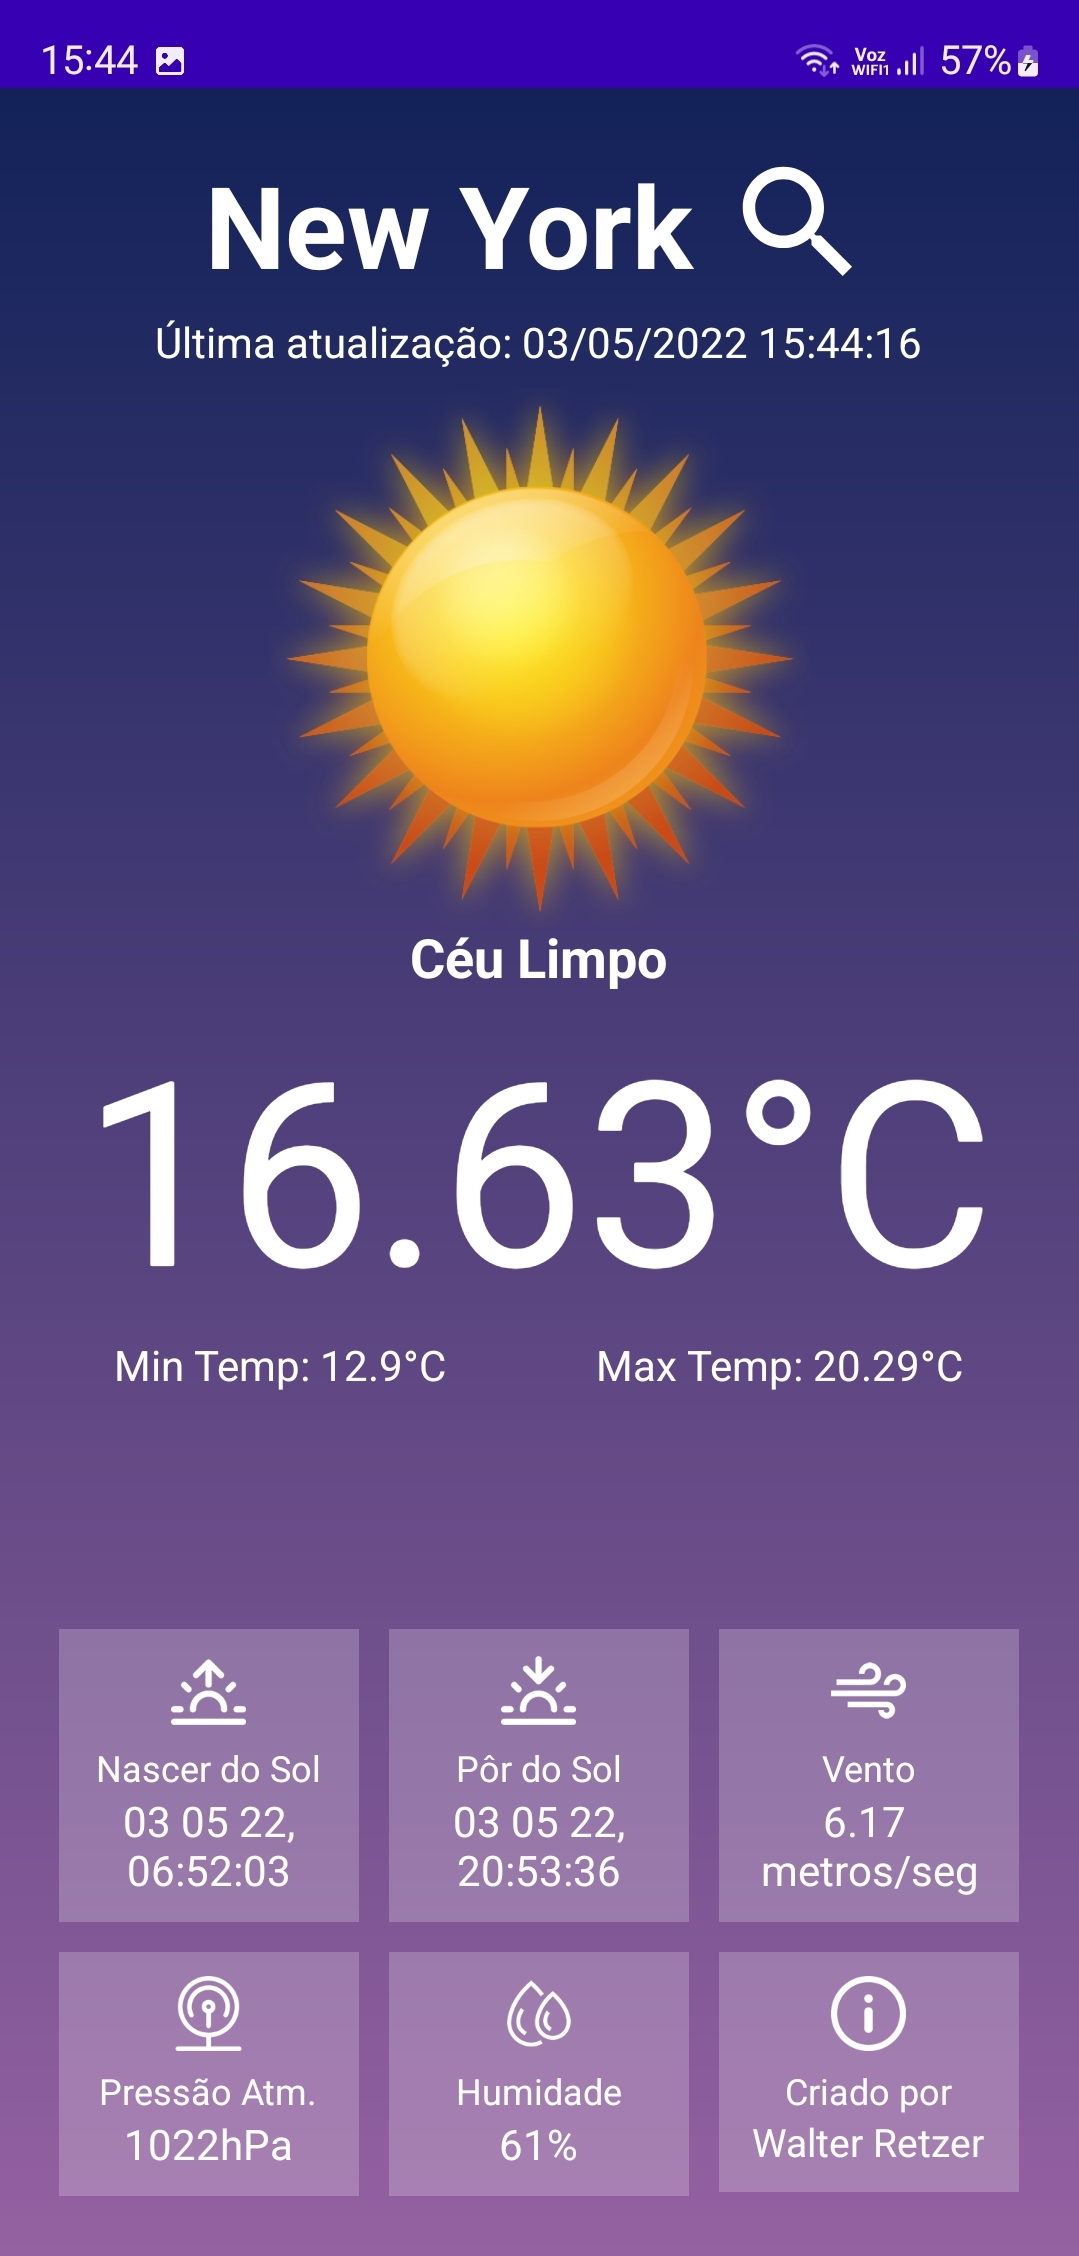 15:44
Voz
WIFI1
57%
New York
Última atualização: 03/05/2022 15:44:16
Céu Limpo
16.63°C
Min Temp: 12.9°C
Max Temp: 20.29°C
Nascer do Sol
03 05 22,
06:52:03
Pôr do Sol
03 05 22,
20:53:36
Vento
6.17
metros/seg
Pressão Atm.
1022hPa
Humidade
61%
Criado por
Walter Retzer